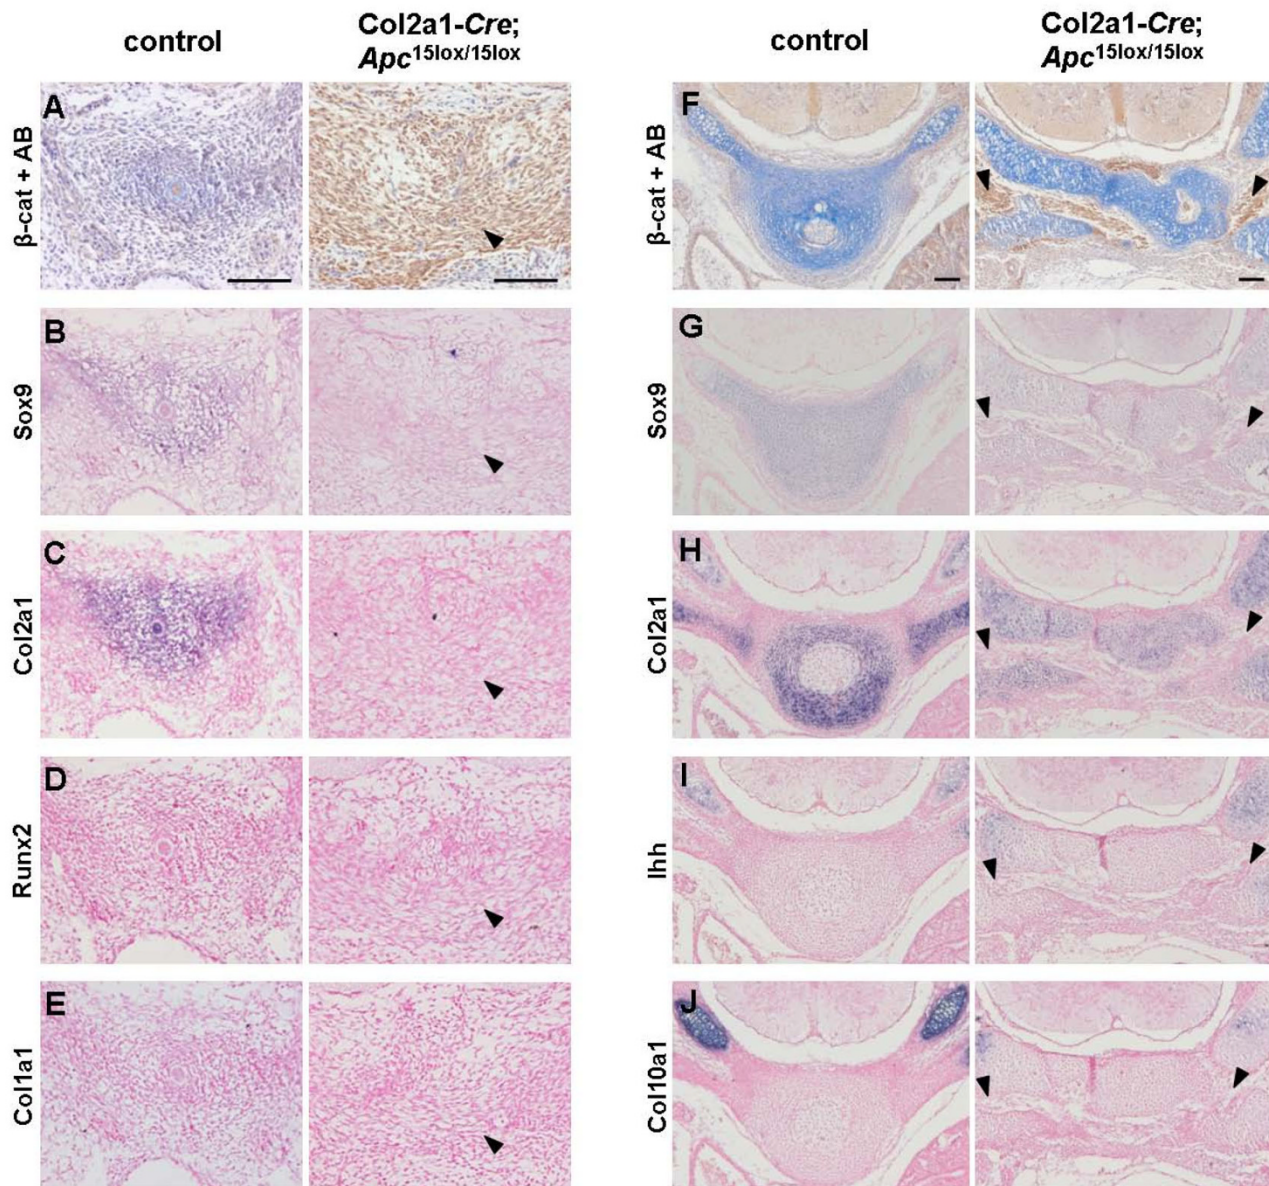 control
Col2a1-Cre;
Apc15lox/15lox
control
Col2a1-Cre;
Apc15lox/15lox
β-cat + AB
A
β-cat + AB
F
Sox9
B
Sox9
G
Col2a1
C
Col2a1
H
Runx2
D
Ihh
I
Col1a1
E
Col10a1
J